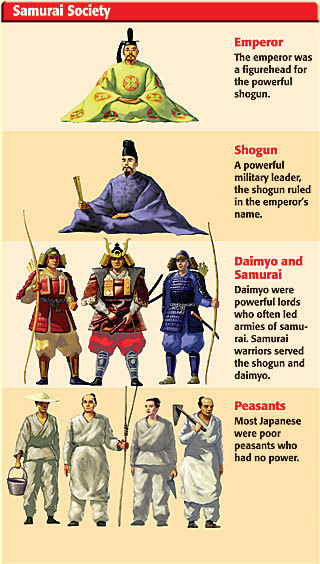 Samurai Society
Emperor
The emperor was
a figurehead for
the powerful
shogun.
Shogun
A powerful
military leader,
the shogun ruled
in the emperor's
name.
Daimyo and
Samurai
Daimyo were
powerful lords
who often led
armies of samu-
rai. Samurai
warriors served
the shogun and
daimyo.
Peasants
Most Japanese
were poor
peasants who
had no power.